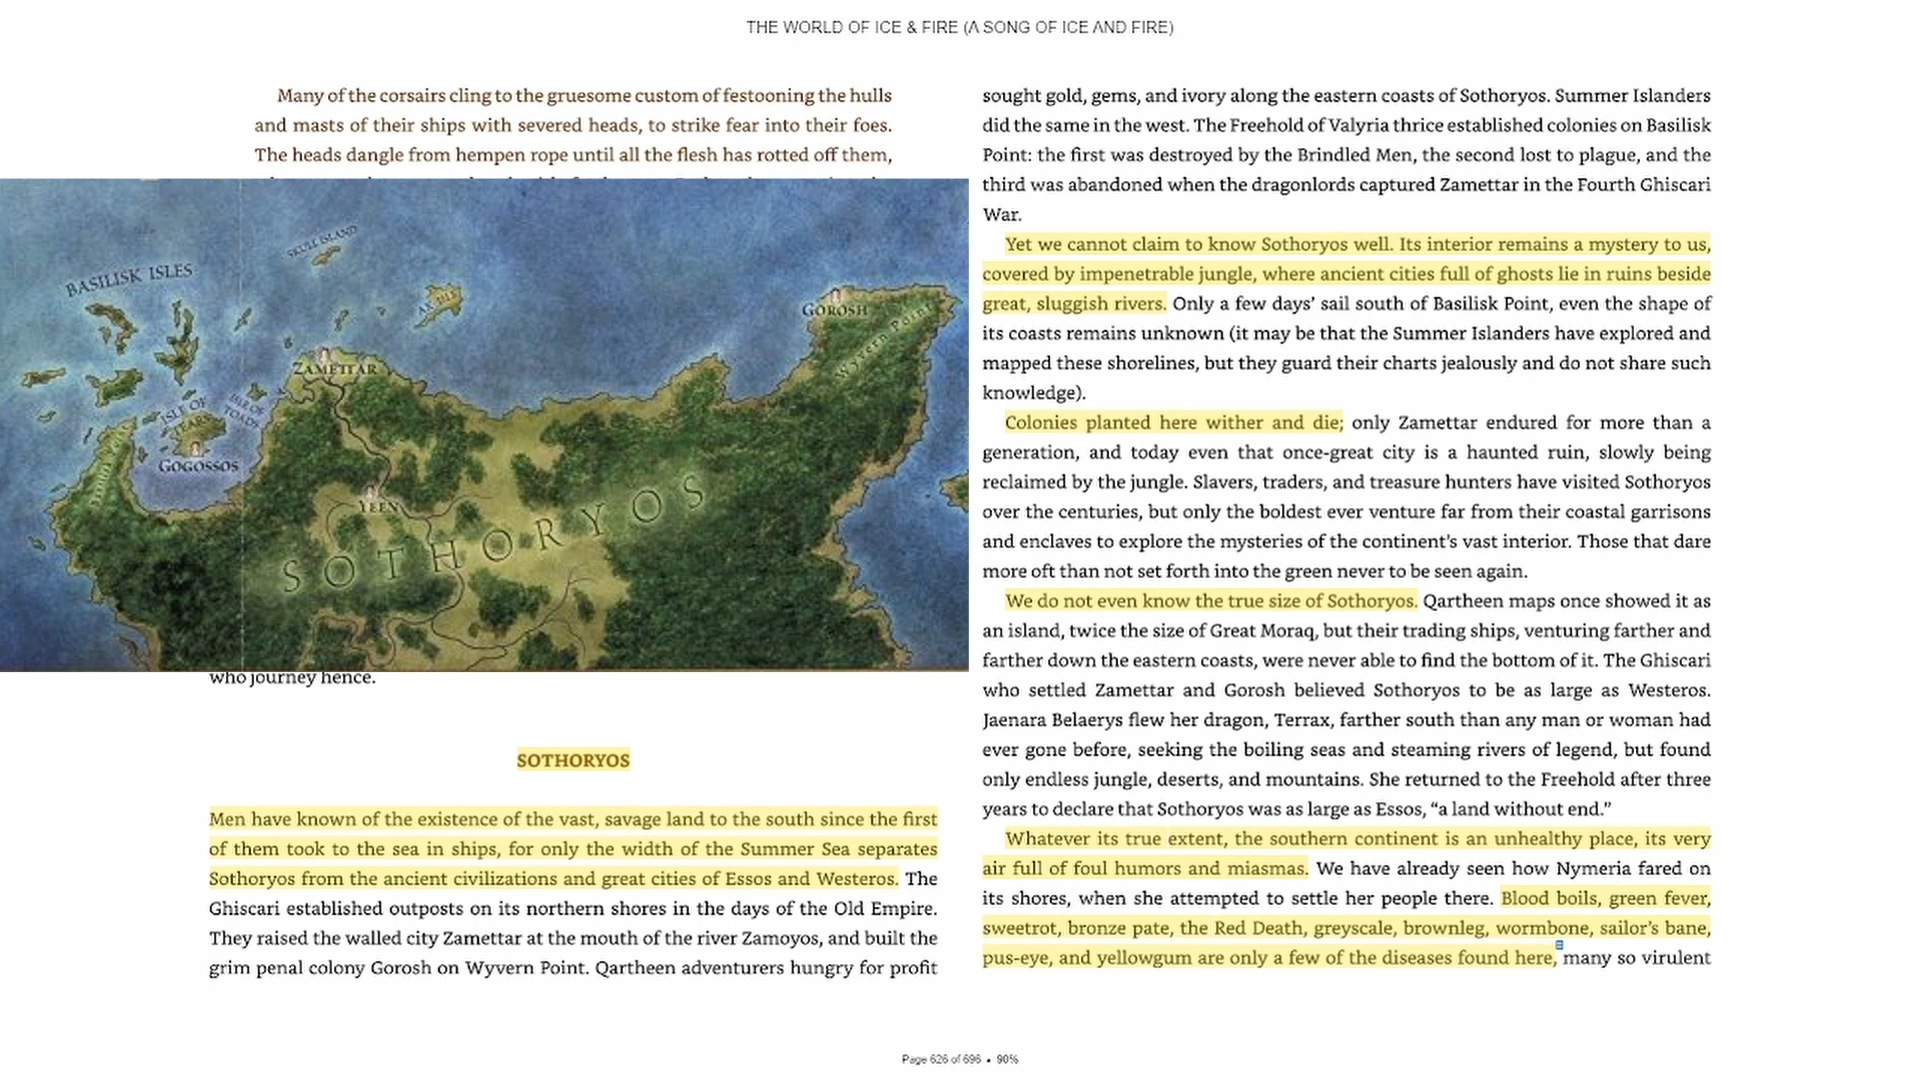 THE WORLD OF ICE & FIRE (A SONG OF ICE AND FIRE)
Many of the corsairs cling to the gruesome custom of festooning the hulls
and masts of their ships with severed heads, to strike fear into their foes.
The heads dangle from hempen rope until all the flesh has rotted off them,
SKULL ISLAND
BASILISK ISLES
AX ISLE
GOROSH
Wyvern Point
ZAMETTAR
ISLE OF TEARS
ISLE OF TOADS
GOGOSSOS
YEEN
SOTHORYOS
who journey hence.
SOTHORYOS
Men have known of the existence of the vast, savage land to the south since the first
of them took to the sea in ships, for only the width of the Summer Sea separates
Sothoryos from the ancient civilizations and great cities of Essos and Westeros. The
Ghiscari established outposts on its northern shores in the days of the Old Empire.
They raised the walled city Zamettar at the mouth of the river Zamoyos, and built the
grim penal colony Gorosh on Wyvern Point. Qartheen adventurers hungry for profit
sought gold, gems, and ivory along the eastern coasts of Sothoryos. Summer Islanders
did the same in the west. The Freehold of Valyria thrice established colonies on Basilisk
Point: the first was destroyed by the Brindled Men, the second lost to plague, and the
third was abandoned when the dragonlords captured Zamettar in the Fourth Ghiscari
War.
Yet we cannot claim to know Sothoryos well. Its interior remains a mystery to us,
covered by impenetrable jungle, where ancient cities full of ghosts lie in ruins beside
great, sluggish rivers. Only a few days' sail south of Basilisk Point, even the shape of
its coasts remains unknown (it may be that the Summer Islanders have explored and
mapped these shorelines, but they guard their charts jealously and do not share such
knowledge).
Colonies planted here wither and die; only Zamettar endured for more than a
generation, and today even that once-great city is a haunted ruin, slowly being
reclaimed by the jungle. Slavers, traders, and treasure hunters have visited Sothoryos
over the centuries, but only the boldest ever venture far from their coastal garrisons
and enclaves to explore the mysteries of the continent's vast interior. Those that dare
more oft than not set forth into the green never to be seen again.
We do not even know the true size of Sothoryos. Qartheen maps once showed it as
an island, twice the size of Great Moraq, but their trading ships, venturing farther and
farther down the eastern coasts, were never able to find the bottom of it. The Ghiscari
who settled Zamettar and Gorosh believed Sothoryos to be as large as Westeros.
Jaenara Belaerys flew her dragon, Terrax, farther south than any man or woman had
ever gone before, seeking the boiling seas and steaming rivers of legend, but found
only endless jungle, deserts, and mountains. She returned to the Freehold after three
years to declare that Sothoryos was as large as Essos, “a land without end.”
Whatever its true extent, the southern continent is an unhealthy place, its very
air full of foul humors and miasmas. We have already seen how Nymeria fared on
its shores, when she attempted to settle her people there. Blood boils, green fever,
sweetrot, bronze pate, the Red Death, greyscale, brownleg, wormbone, sailor's bane,
pus-eye, and yellowgum are only a few of the diseases found here, many so virulent
Page 626 of 696 • 90%